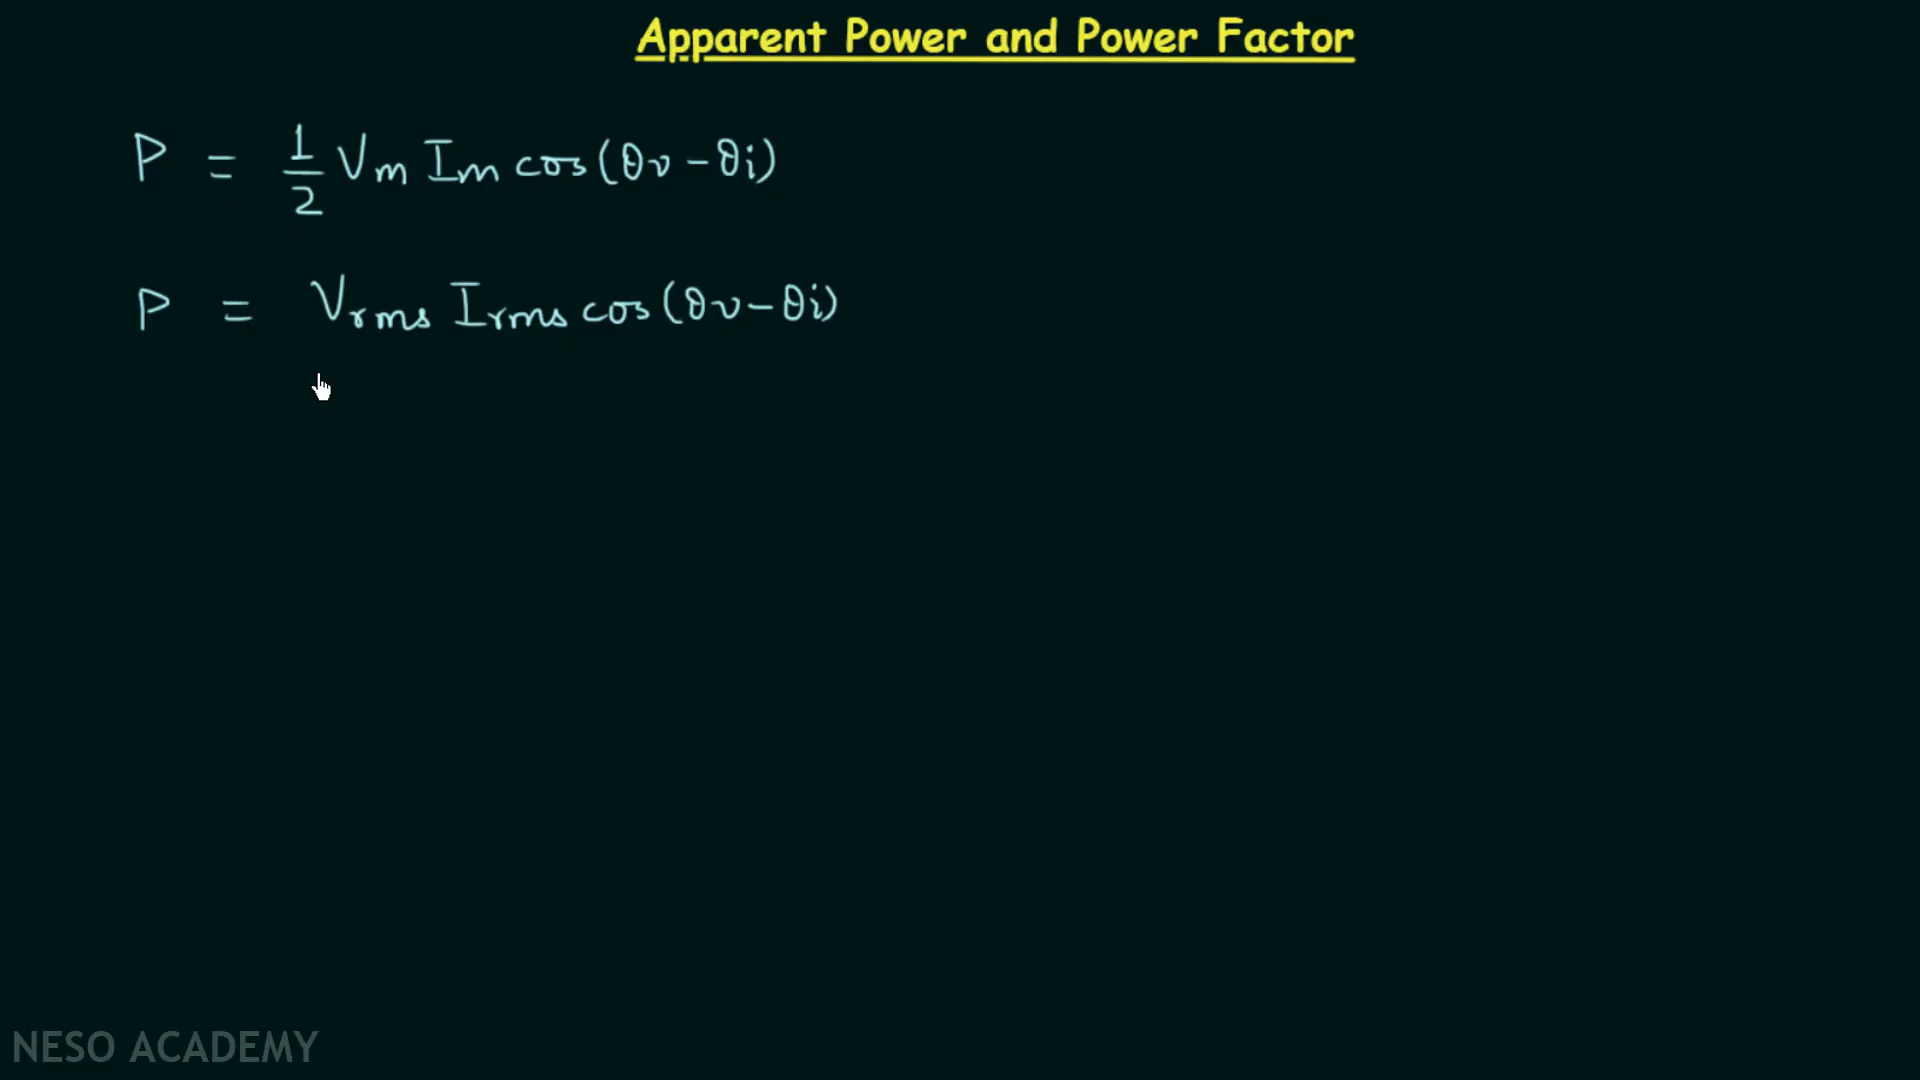 Apparent Power and Power Factor
P = 1/2 Vm Im cos(θv - θi)
P = Vrms Irms cos(θv - θi)
NESO ACADEMY